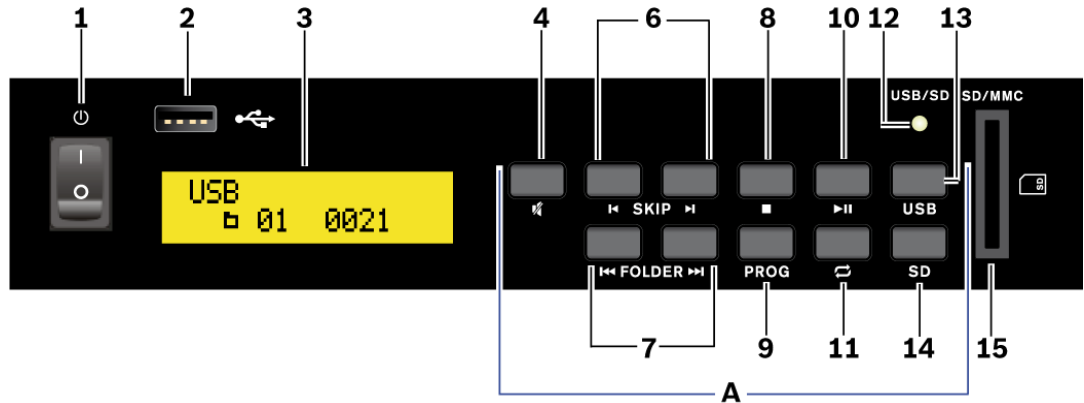 1 2 3 4 6 8 10 12 13
USB/SD SD/MMC
USB
01 0021
SKIP USB
SD
FOLDER PROG SD
7 9 11 14 15
A